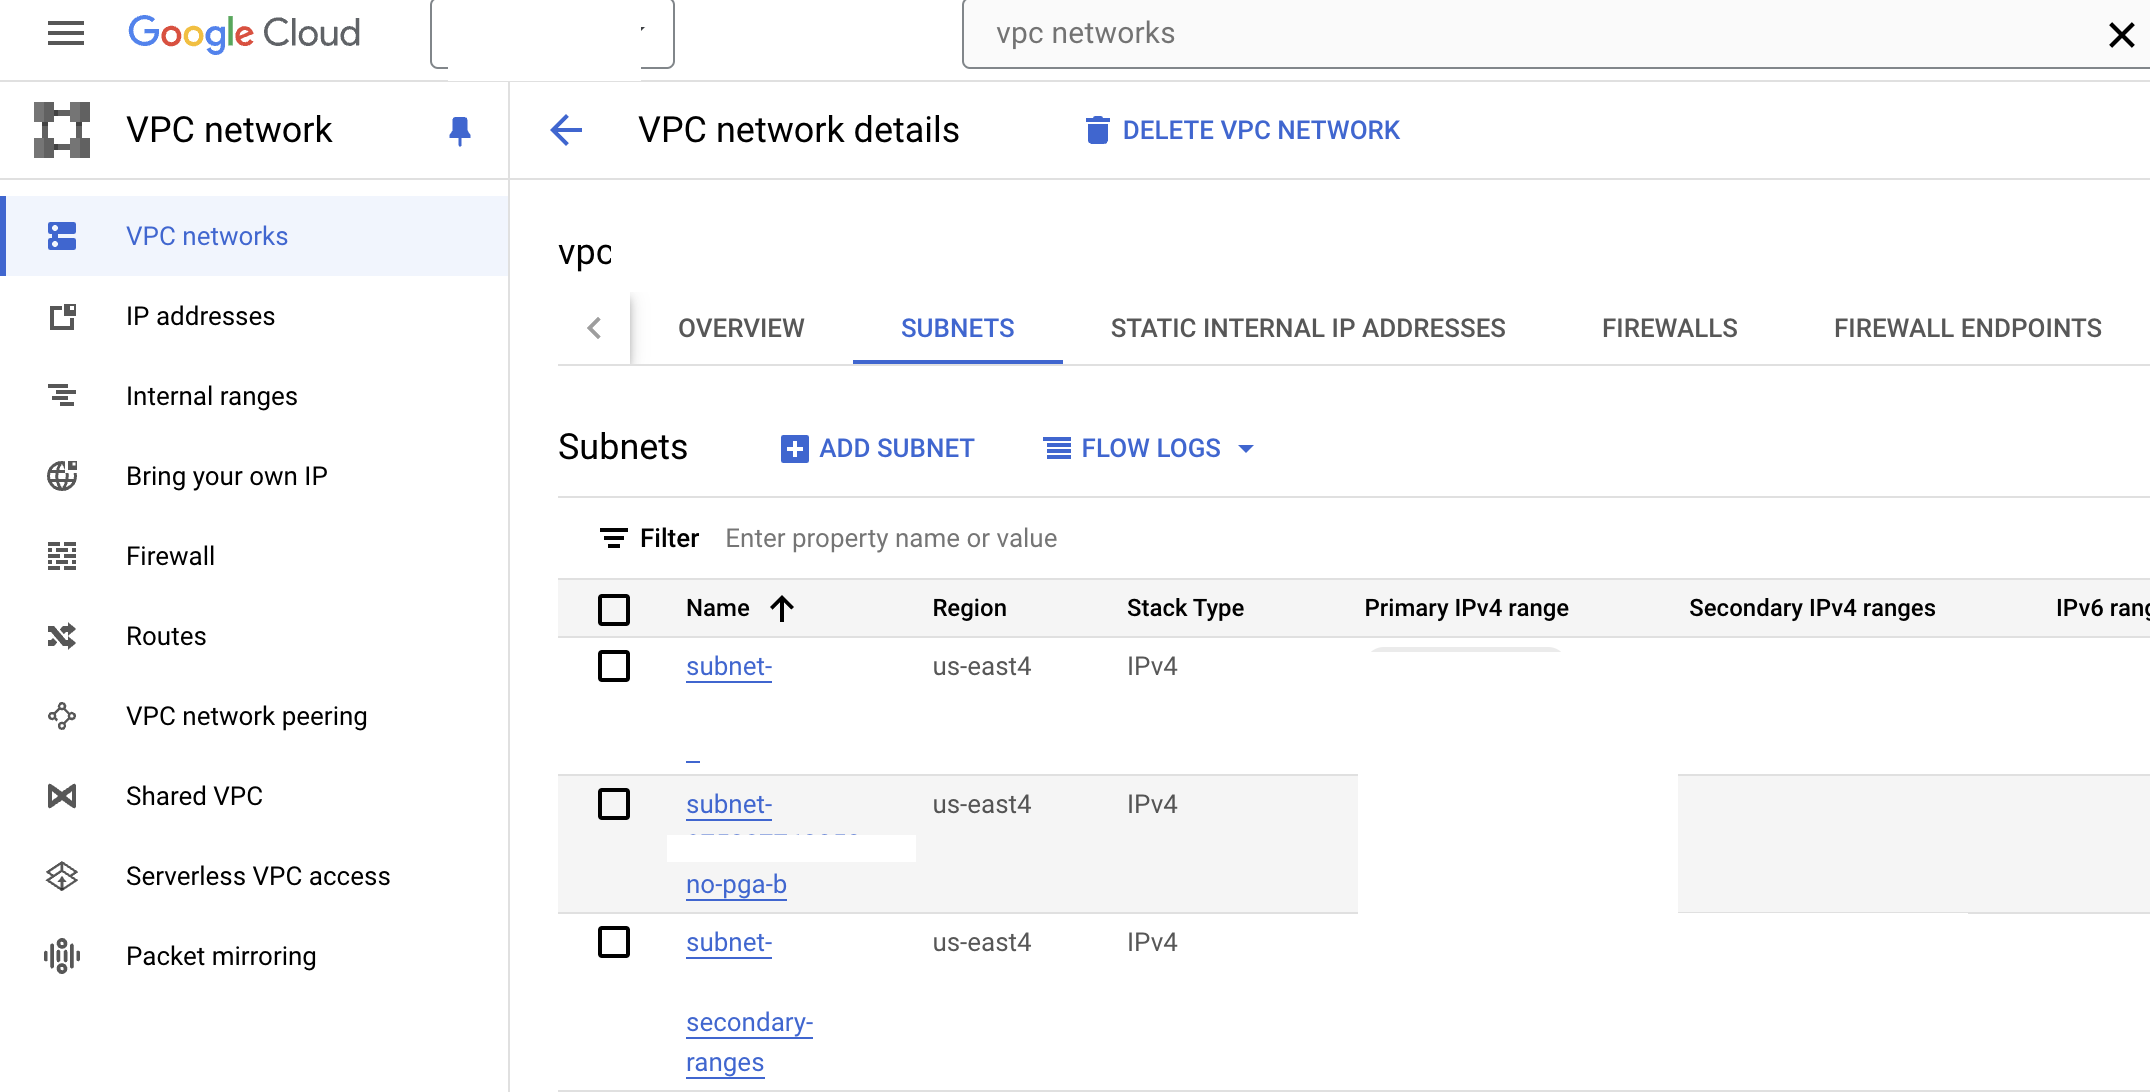 Google Cloud
vpc networks
VPC network
VPC network details
DELETE VPC NETWORK
VPC networks
IP addresses
Internal ranges
Bring your own IP
Firewall
Routes
VPC network peering
Shared VPC
Serverless VPC access
Packet mirroring
vpc
OVERVIEW SUBNETS STATIC INTERNAL IP ADDRESSES FIREWALLS FIREWALL ENDPOINTS
Subnets ADD SUBNET FLOW LOGS
Filter Enter property name or value
Name Region Stack Type Primary IPv4 range Secondary IPv4 ranges IPv6 rang
subnet- us-east4 IPv4
subnet- us-east4 IPv4
no-pga-b
subnet- us-east4 IPv4
secondary-
ranges